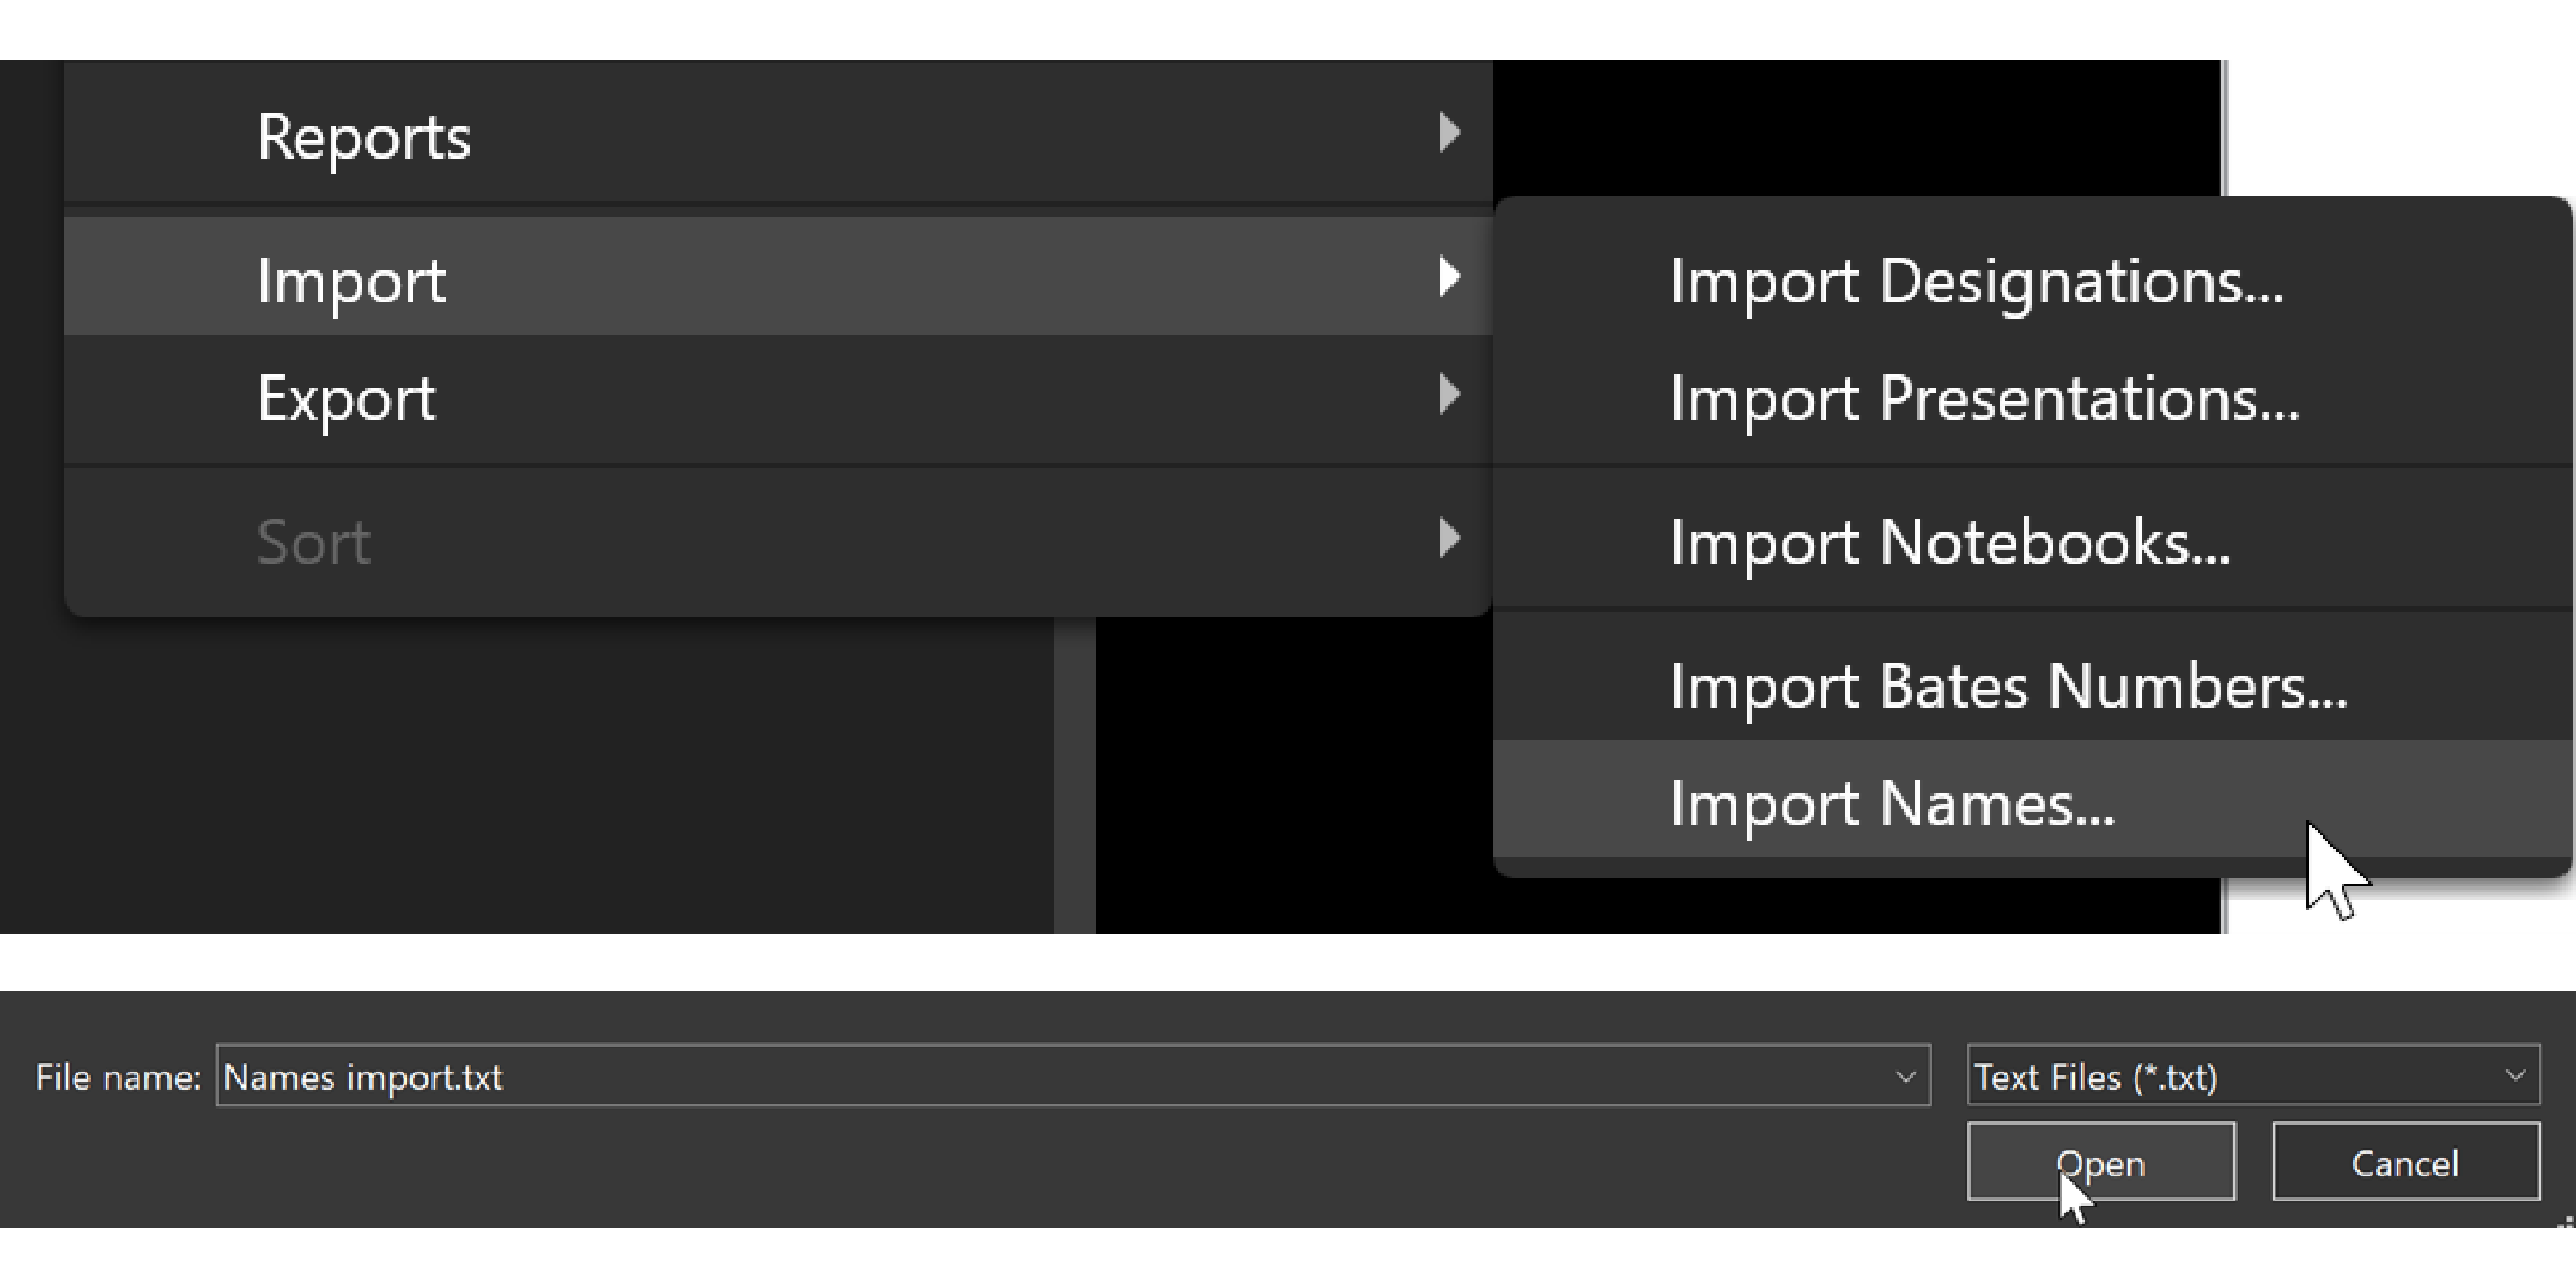 Reports
Import
Export
Sort
Import Designations...
Import Presentations...
Import Notebooks...
Import Bates Numbers...
Import Names...
File name: Names import.txt
Text Files (*.txt)
Open
Cancel